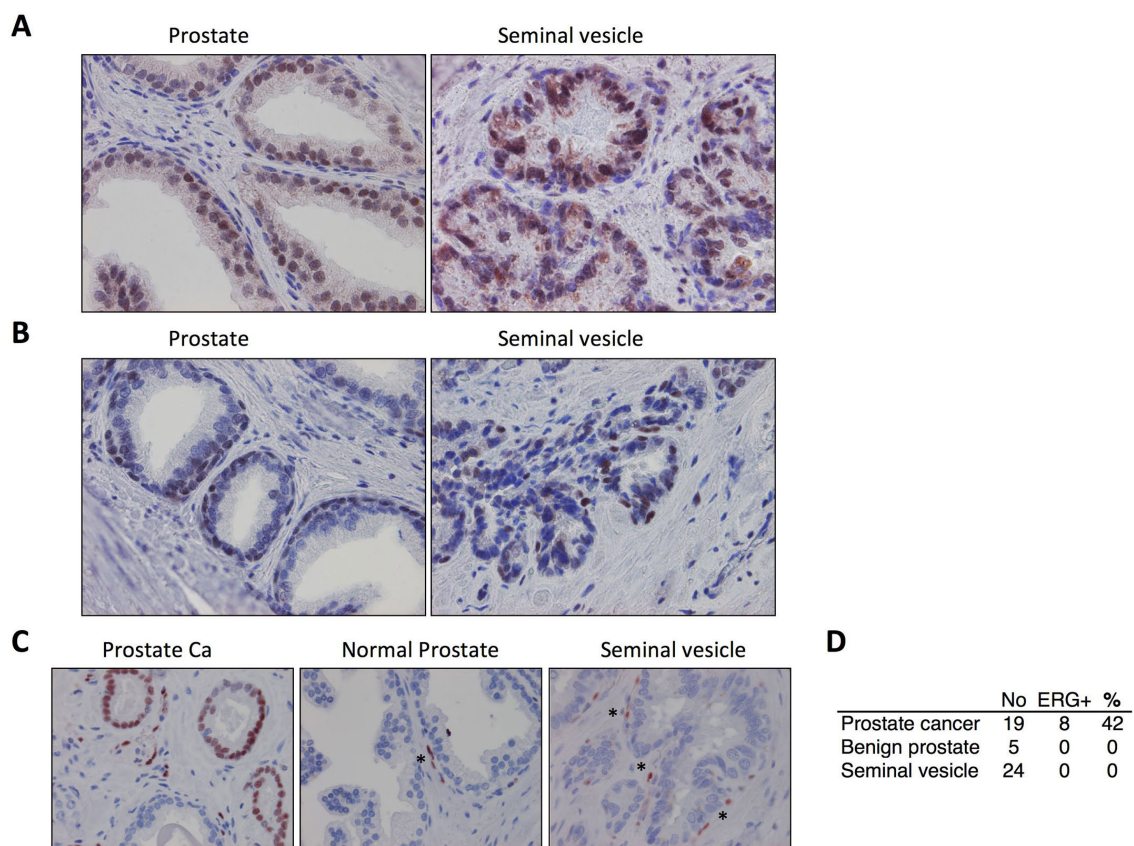 A
Prostate
Seminal vesicle
B
Prostate
Seminal vesicle
C
Prostate Ca
Normal Prostate
Seminal vesicle
*
*
*
*
D
No ERG+ %
Prostate cancer 19 8 42
Benign prostate 5 0 0
Seminal vesicle 24 0 0